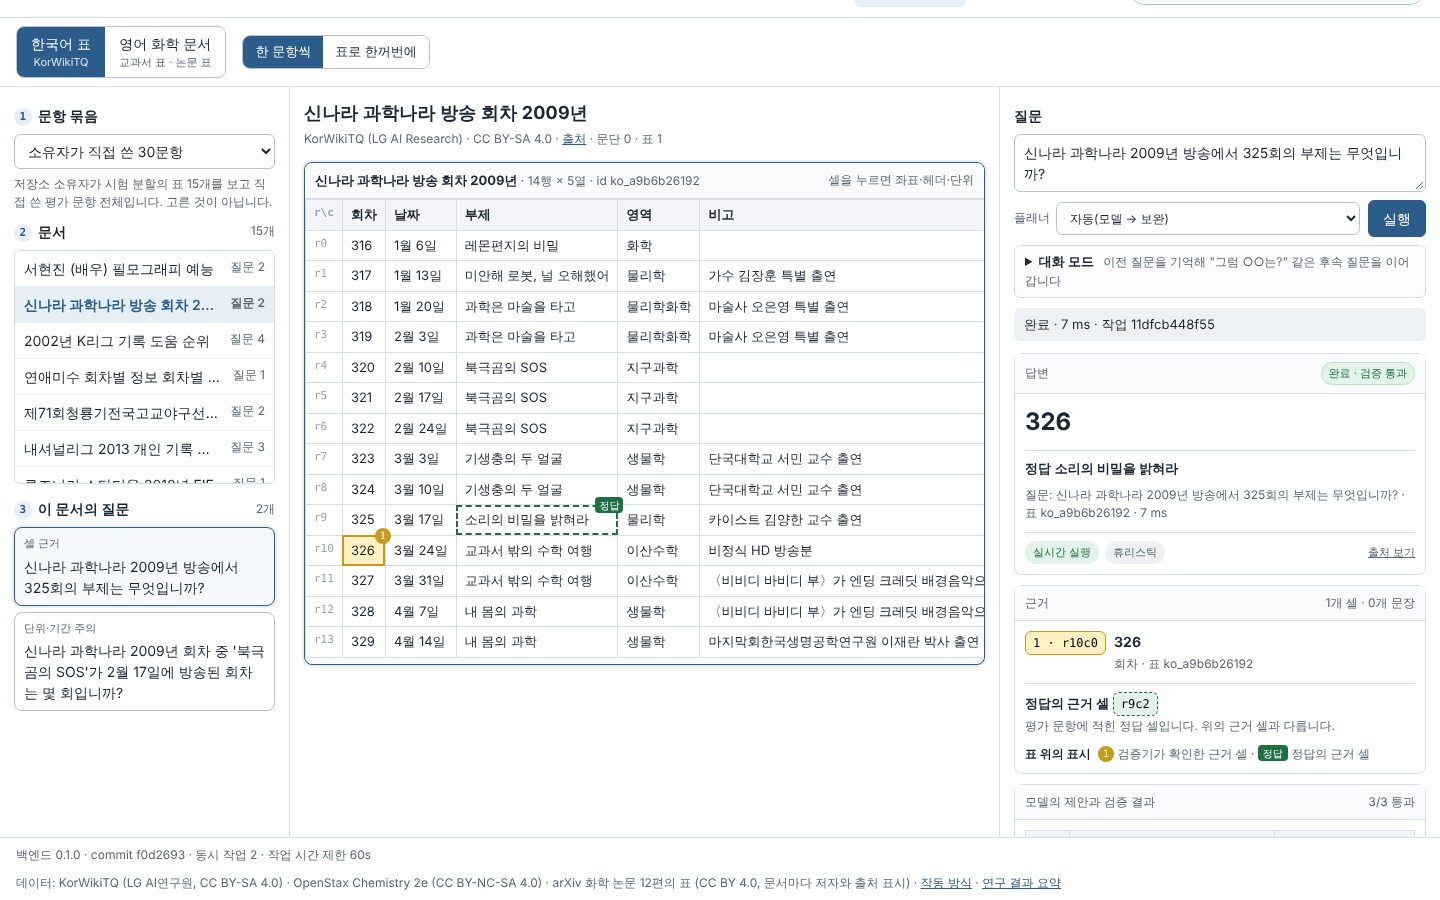 한국어 표
KorWikiTQ
영어 화학 문서
교과서 표 · 논문 표
한 문항씩
표로 한꺼번에
1 문항 묶음
소유자가 직접 쓴 30문항
저장소 소유자가 시험 분할의 표 15개를 보고 직
접 쓴 평가 문항 전체입니다. 고른 것이 아닙니다.
2 문서 15개
서현진 (배우) 필모그래피 예능 질문 2
신나라 과학나라 방송 회차 2... 질문 2
2002년 K리그 기록 도움 순위 질문 4
연애미수 회차별 정보 회차별 ... 질문 1
제71회청룡기전국고교야구선... 질문 2
내셔널리그 2013 개인 기록 ... 질문 3
3 이 문서의 질문 2개
셀 근거
신나라 과학나라 2009년 방송에서
325회의 부제는 무엇입니까?
단위·기간 주의
신나라 과학나라 2009년 회차 중 '북극
곰의 SOS'가 2월 17일에 방송된 회차
는 몇 회입니까?
신나라 과학나라 방송 회차 2009년
KorWikiTQ (LG AI Research) · CC BY-SA 4.0 · 출처 · 문단 0 · 표 1
신나라 과학나라 방송 회차 2009년 · 14행 × 5열 · id ko_a9b6b26192 셀을 누르면 좌표·헤더·단위
r\c 회차 날짜 부제 영역 비고
r0 316 1월 6일 레몬편지의 비밀 화학
r1 317 1월 13일 미안해 로봇, 널 오해했어 물리학 가수 김장훈 특별 출연
r2 318 1월 20일 과학은 마술을 타고 물리학화학 마술사 오은영 특별 출연
r3 319 2월 3일 과학은 마술을 타고 물리학화학 마술사 오은영 특별 출연
r4 320 2월 10일 북극곰의 SOS 지구과학
r5 321 2월 17일 북극곰의 SOS 지구과학
r6 322 2월 24일 북극곰의 SOS 지구과학
r7 323 3월 3일 기생충의 두 얼굴 생물학 단국대학교 서민 교수 출연
r8 324 3월 10일 기생충의 두 얼굴 생물학 단국대학교 서민 교수 출연
정답
r9 325 3월 17일 소리의 비밀을 밝혀라 물리학 카이스트 김양한 교수 출연
1
r10 326 3월 24일 교과서 밖의 수학 여행 이산수학 비정식 HD 방송분
r11 327 3월 31일 교과서 밖의 수학 여행 이산수학 〈비비디 바비디 부〉가 엔딩 크레딧 배경음악으
r12 328 4월 7일 내 몸의 과학 생물학 〈비비디 바비디 부〉가 엔딩 크레딧 배경음악으
r13 329 4월 14일 내 몸의 과학 생물학 마지막회한국생명공학연구원 이재란 박사 출연
질문
신나라 과학나라 2009년 방송에서 325회의 부제는 무엇입니
까?
플래너 자동(모델 → 보완) 실행
▶ 대화 모드 이전 질문을 기억해 "그럼 ○○는?" 같은 후속 질문을 이어
갑니다
완료 · 7 ms · 작업 11dfcb448f55
답변 완료 · 검증 통과
326
정답 소리의 비밀을 밝혀라
질문: 신나라 과학나라 2009년 방송에서 325회의 부제는 무엇입니까? ·
표 ko_a9b6b26192 · 7 ms
실시간 실행 휴리스틱 출처 보기
근거 1개 셀 · 0개 문장
1 · r10c0 326
회차 · 표 ko_a9b6b26192
정답의 근거 셀 r9c2
평가 문항에 적힌 정답 셀입니다. 위의 근거 셀과 다릅니다.
표 위의 표시 1 검증기가 확인한 근거 셀 · 정답 정답의 근거 셀
모델의 제안과 검증 결과 3/3 통과
백엔드 0.1.0 · commit f0d2693 · 동시 작업 2 · 작업 시간 제한 60s
데이터: KorWikiTQ (LG AI연구원, CC BY-SA 4.0) · OpenStax Chemistry 2e (CC BY-NC-SA 4.0) · arXiv 화학 논문 12편의 표 (CC BY 4.0, 문서마다 저자와 출처 표시) · 작동 방식 · 연구 결과 요약